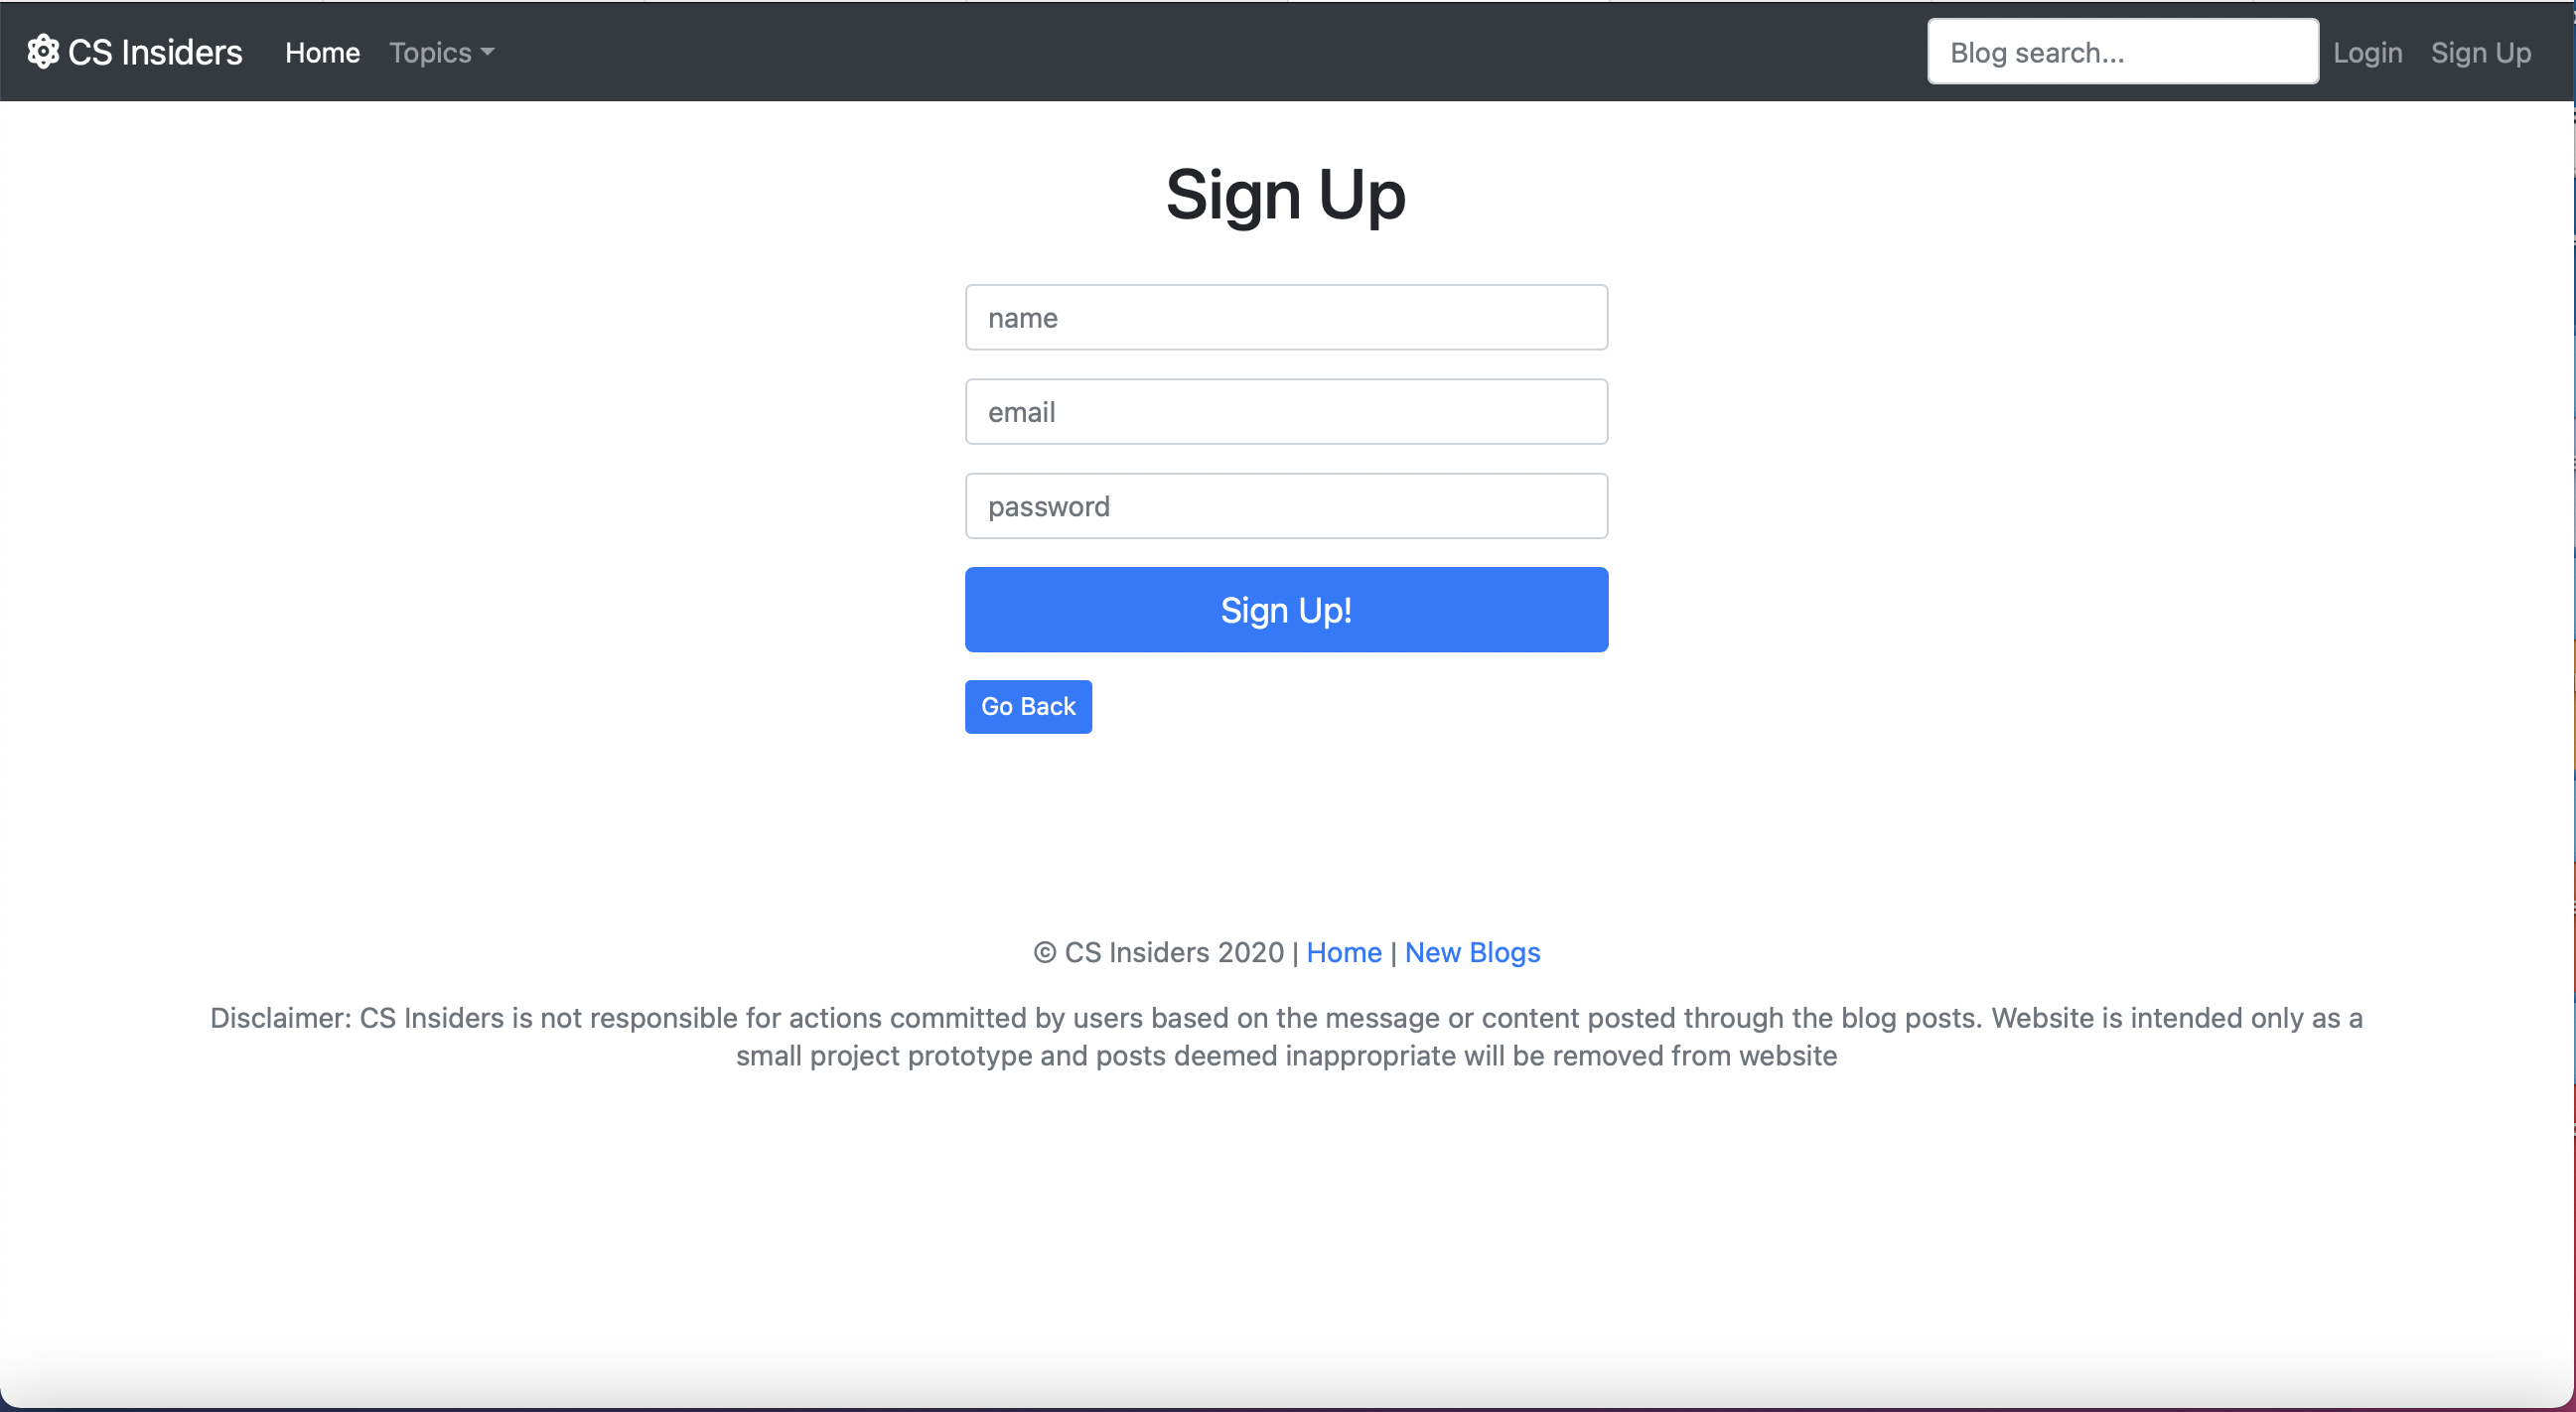 CS Insiders Home Topics Blog search... Login Sign Up
Sign Up
name
email
password
Sign Up!
Go Back
© CS Insiders 2020 | Home | New Blogs
Disclaimer: CS Insiders is not responsible for actions committed by users based on the message or content posted through the blog posts. Website is intended only as a
small project prototype and posts deemed inappropriate will be removed from website